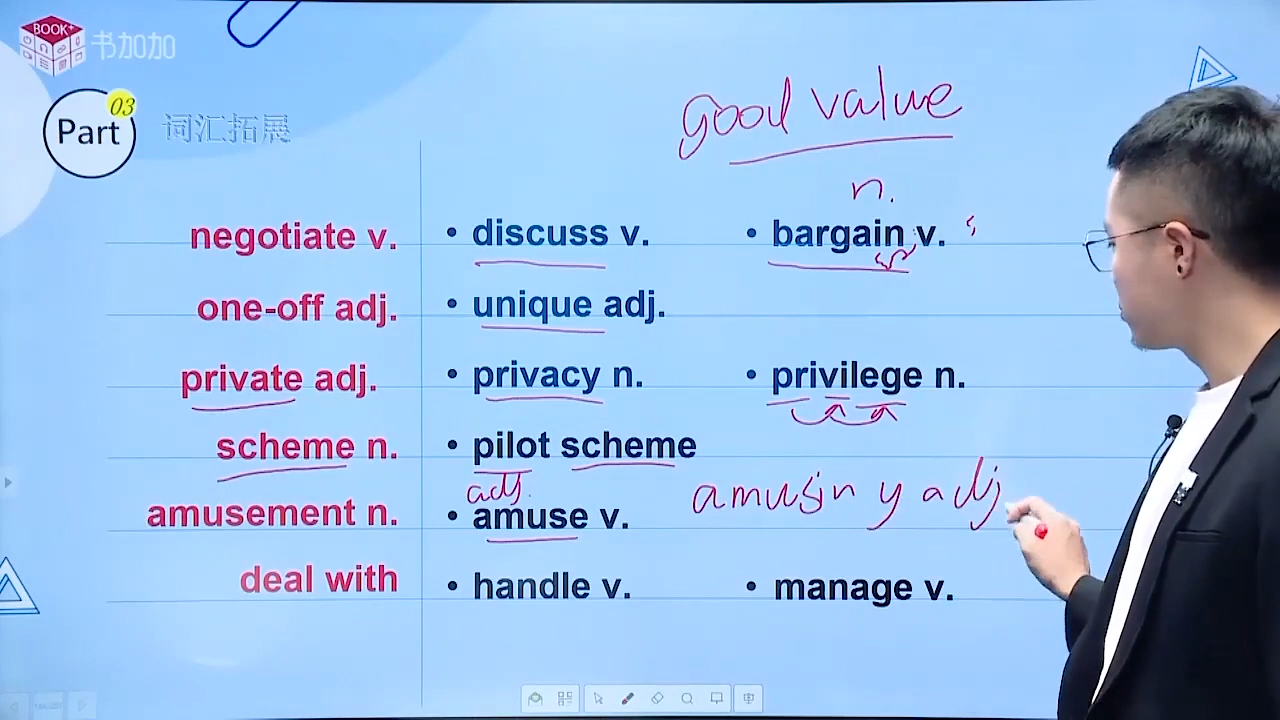 BOOK+
书加加
Part 03 词汇拓展
good value
n.
negotiate v. • discuss v. • bargain v.
one-off adj. • unique adj.
private adj. • privacy n. • privilege n.
scheme n. • pilot scheme
adj. amusing adj
amusement n. • amuse v.
deal with • handle v. • manage v.